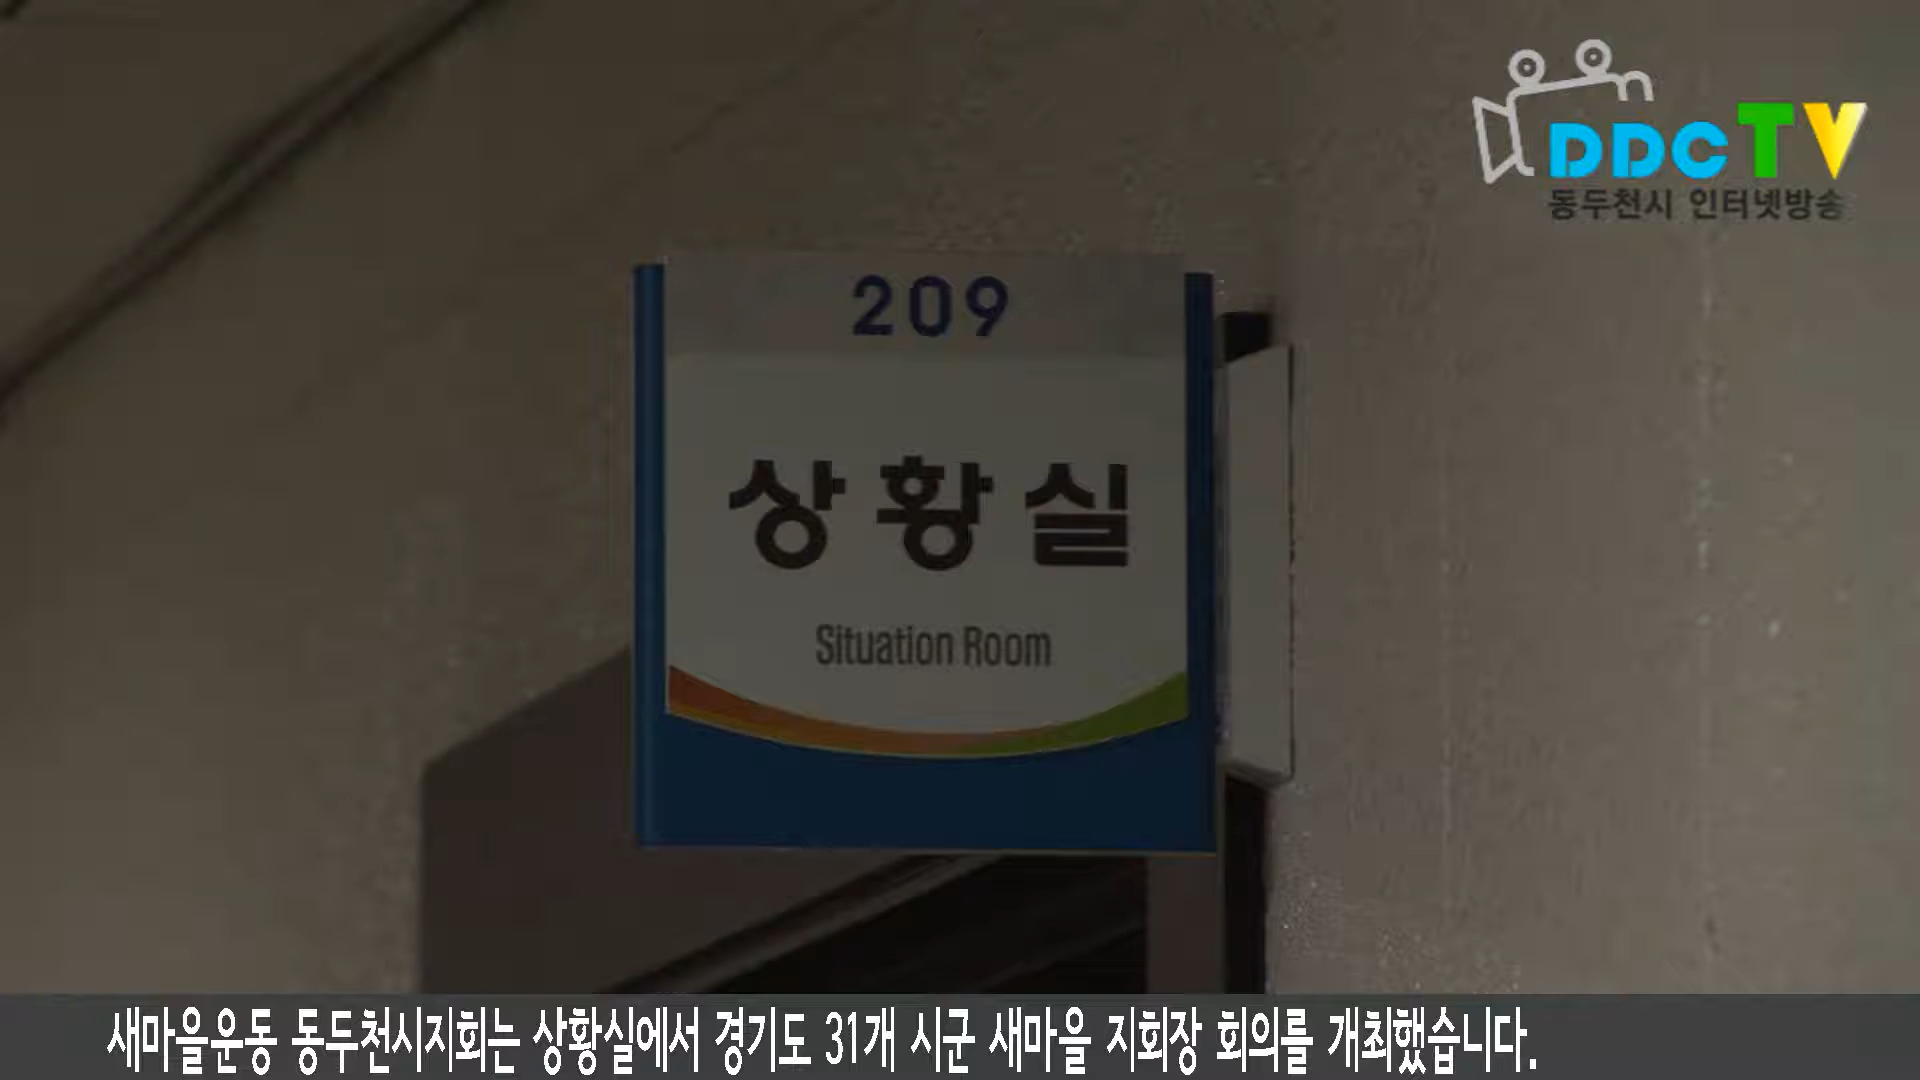 DDCTV
동두천시 인터넷방송
209
상황실
Situation Room
새마을운동 동두천시지회는 상황실에서 경기도 31개 시군 새마을 지회장 회의를 개최했습니다.